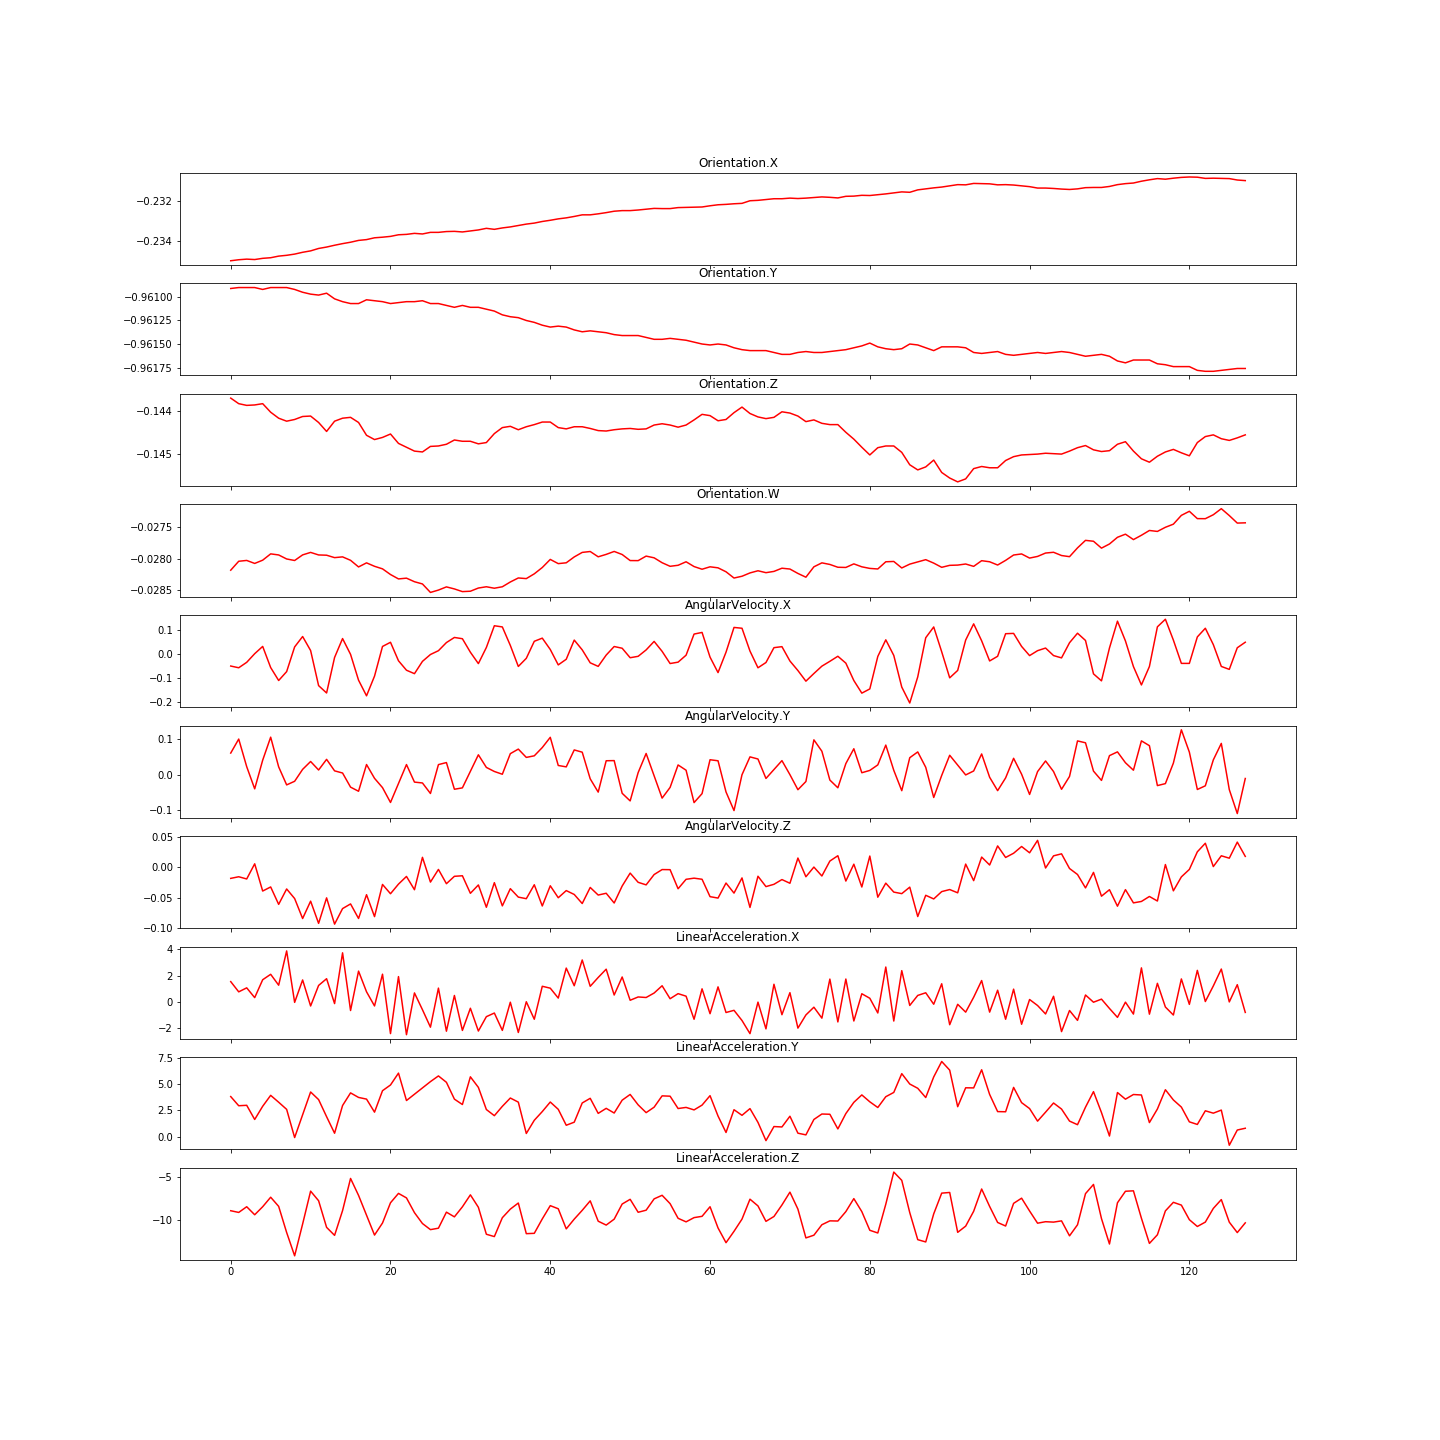 Orientation.X
−0.232
−0.234
Orientation.Y
−0.96100
−0.96125
−0.96150
−0.96175
Orientation.Z
−0.144
−0.145
Orientation.W
−0.0275
−0.0280
−0.0285
AngularVelocity.X
0.1
0.0
−0.1
−0.2
AngularVelocity.Y
0.1
0.0
−0.1
AngularVelocity.Z
0.05
0.00
−0.05
−0.10
LinearAcceleration.X
4
2
0
−2
LinearAcceleration.Y
7.5
5.0
2.5
0.0
LinearAcceleration.Z
−5
−10
0 20 40 60 80 100 120